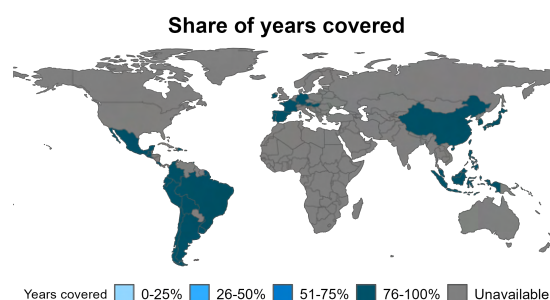 Share of years covered
Years covered 0-25% 26-50% 51-75% 76-100% Unavailable